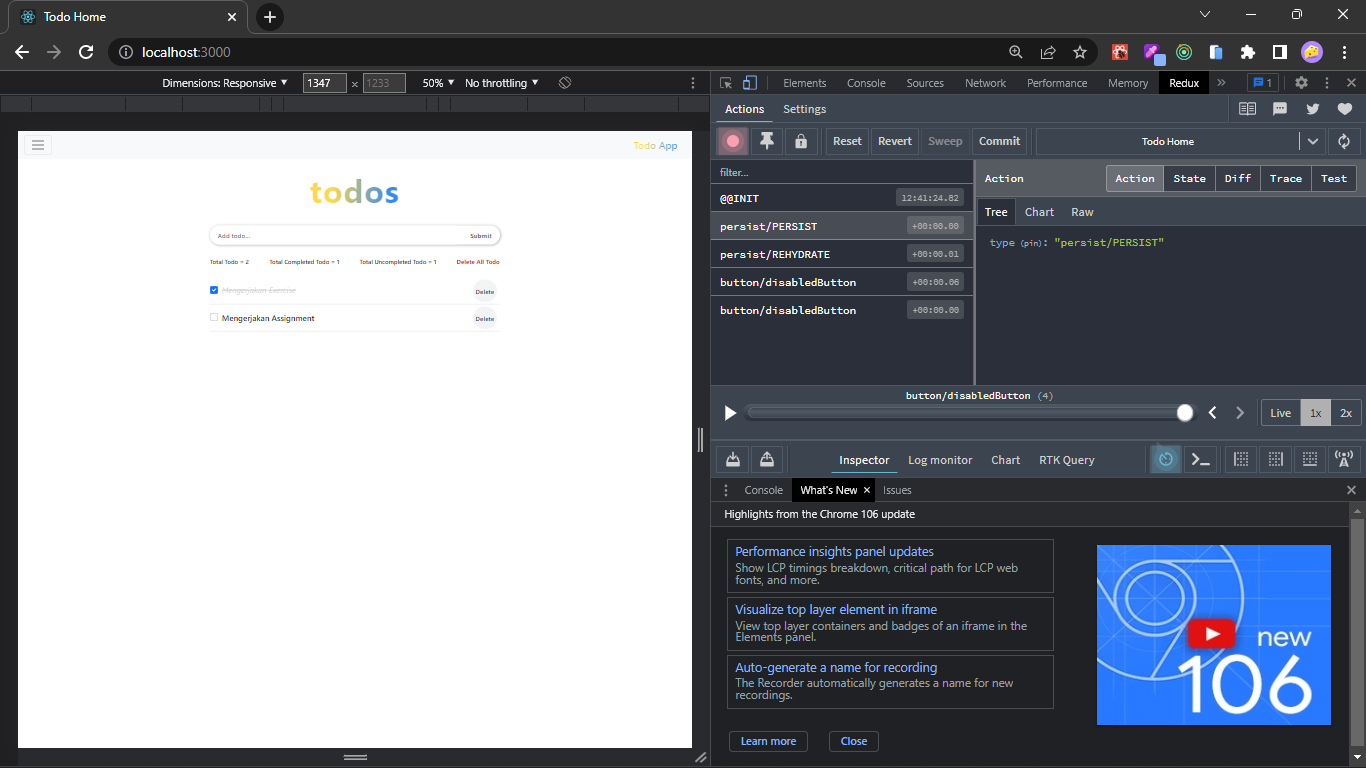 Todo Home
localhost:3000
Dimensions: Responsive 1347 × 1233 50% No throttling
Elements Console Sources Network Performance Memory Redux 1
Actions Settings
Reset Revert Sweep Commit Todo Home
Todo App
todos
Add todo... Submit
Total Todo = 2 Total Completed Todo = 1 Total Uncompleted Todo = 1 Delete All Todo
Mengerjakan Exercise Delete
Mengerjakan Assignment Delete
filter...
@@INIT 12:41:24.82
persist/PERSIST +00:00.00
persist/REHYDRATE +00:00.01
button/disabledButton +00:00.06
button/disabledButton +00:08.00
Action Action State Diff Trace Test
Tree Chart Raw
type (pin): "persist/PERSIST"
button/disabledButton (4)
Live 1x 2x
Inspector Log monitor Chart RTK Query
Console What's New Issues
Highlights from the Chrome 106 update
Performance insights panel updates
Show LCP timings breakdown, critical path for LCP web
fonts, and more.
Visualize top layer element in iframe
View top layer containers and badges of an iframe in the
Elements panel.
Auto-generate a name for recording
The Recorder automatically generates a name for new
recordings.
Learn more Close
new
106